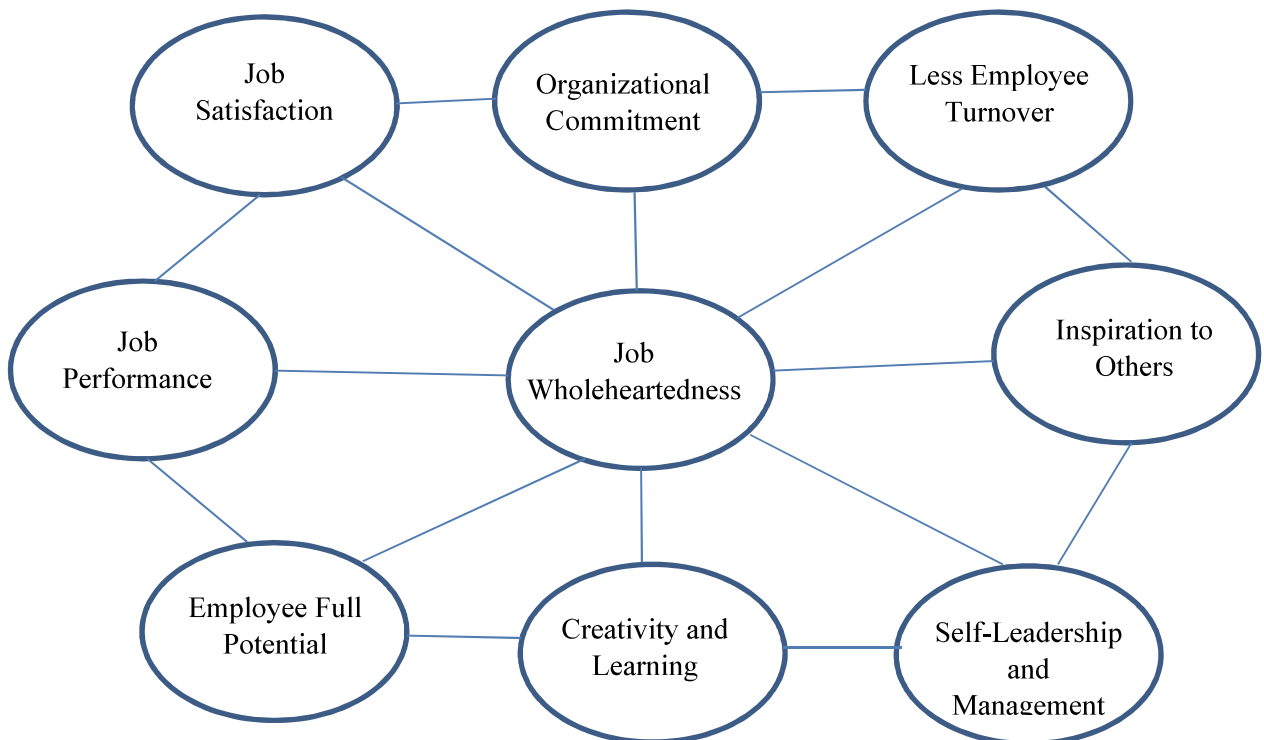 Job
Satisfaction
Organizational
Commitment
Less Employee
Turnover
Job
Performance
Job
Wholeheartedness
Inspiration to
Others
Employee Full
Potential
Creativity and
Learning
Self-Leadership
and
Management